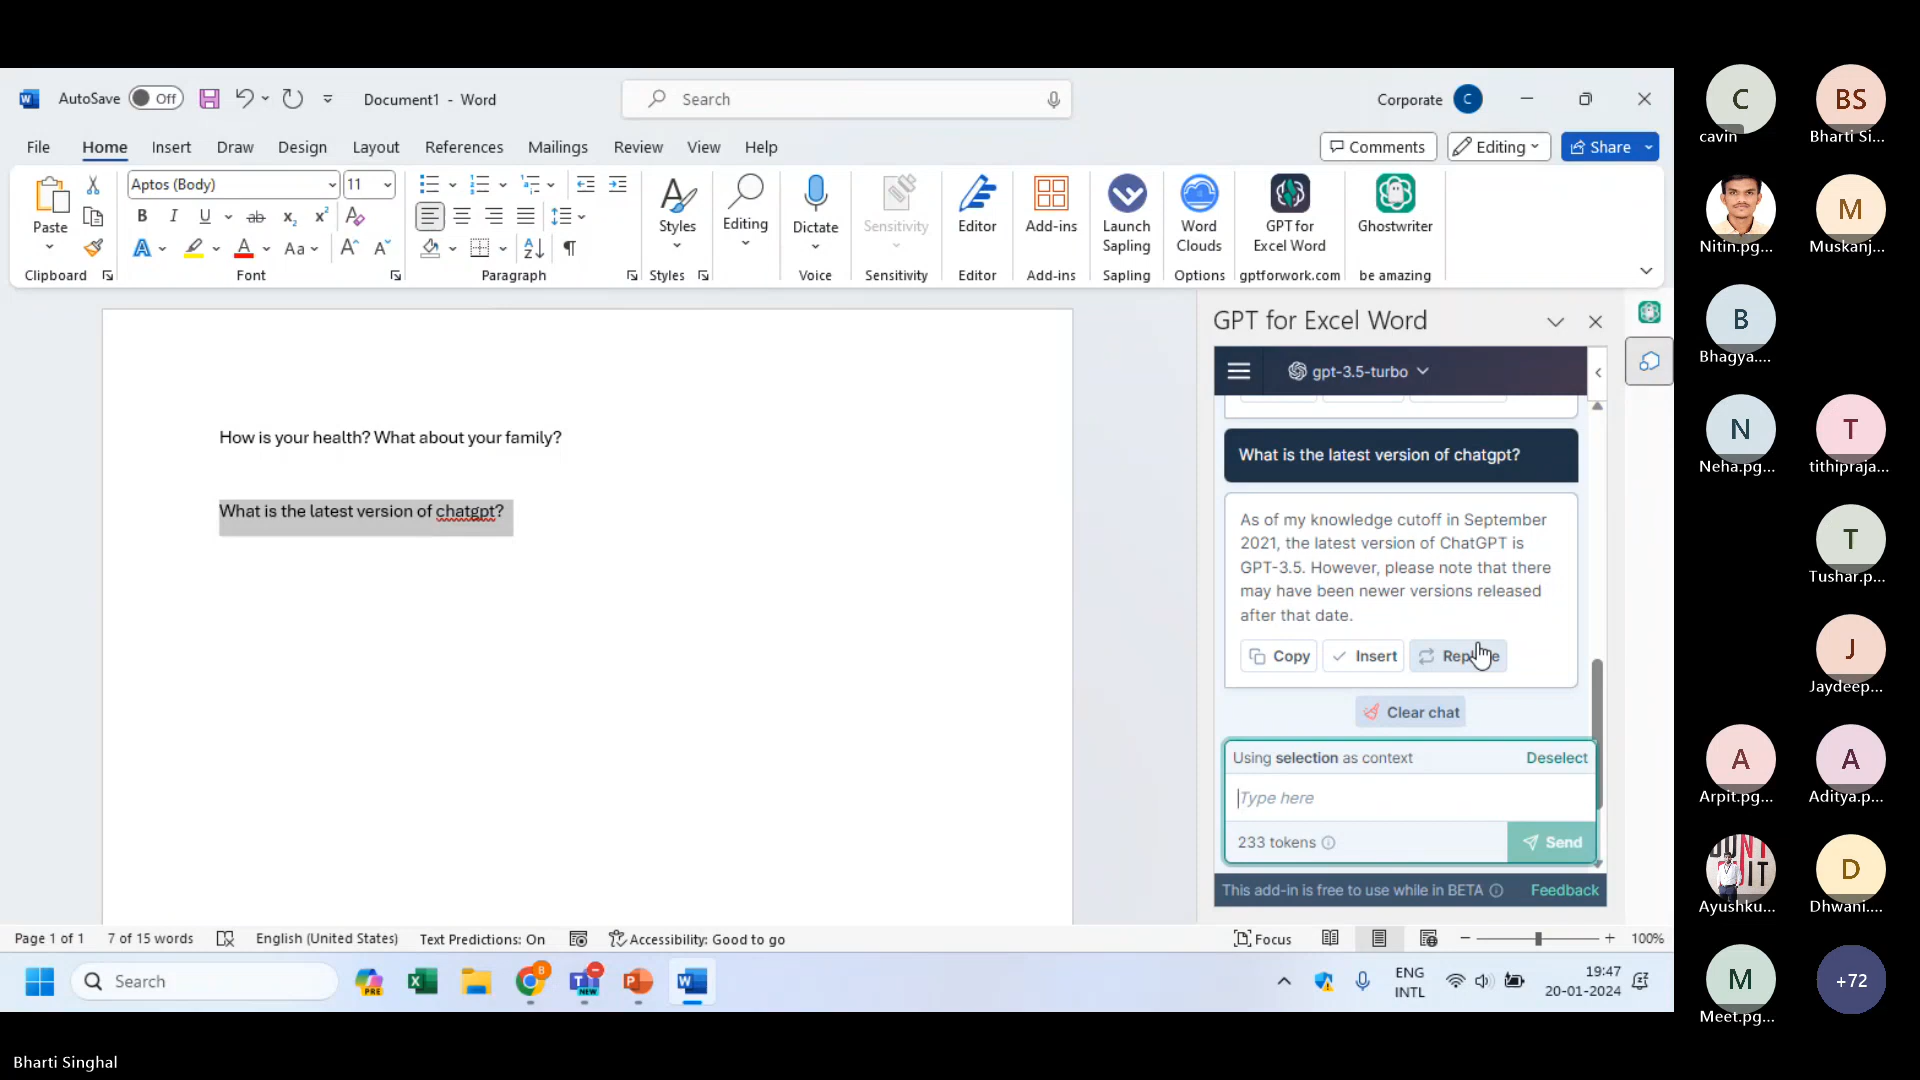 AutoSave Off Document1 - Word Search Corporate C
File Home Insert Draw Design Layout References Mailings Review View Help Comments Editing Share
Paste
Clipboard
Aptos (Body) 11
B I U ab x₂ x²
A A Aa A A
Font
Paragraph
Styles
Styles
Editing
Dictate
Voice
Sensitivity
Sensitivity
Editor
Editor
Add-ins
Add-ins
Launch
Sapling
Sapling
Word
Clouds
Options
GPT for
Excel Word
gptforwork.com
Ghostwriter
be amazing
How is your health? What about your family?
What is the latest version of chatgpt?
GPT for Excel Word
gpt-3.5-turbo
What is the latest version of chatgpt?
As of my knowledge cutoff in September
2021, the latest version of ChatGPT is
GPT-3.5. However, please note that there
may have been newer versions released
after that date.
Copy Insert
Clear chat
Using selection as context Deselect
Type here
233 tokens Send
This add-in is free to use while in BETA Feedback
Page 1 of 1 7 of 15 words English (United States) Text Predictions: On Accessibility: Good to go Focus 100%
Search
PRE
NEW
ENG
INTL
19:47
20-01-2024
C
cavin
BS
Bharti Si...
Nitin.pg...
M
Muskanj...
B
Bhagya....
N
Neha.pg...
T
tithipraja...
T
Tushar.p...
J
Jaydeep...
A
Arpit.pg...
A
Aditya.p...
Ayushku...
D
Dhwani....
M
Meet.pg...
+72
Bharti Singhal